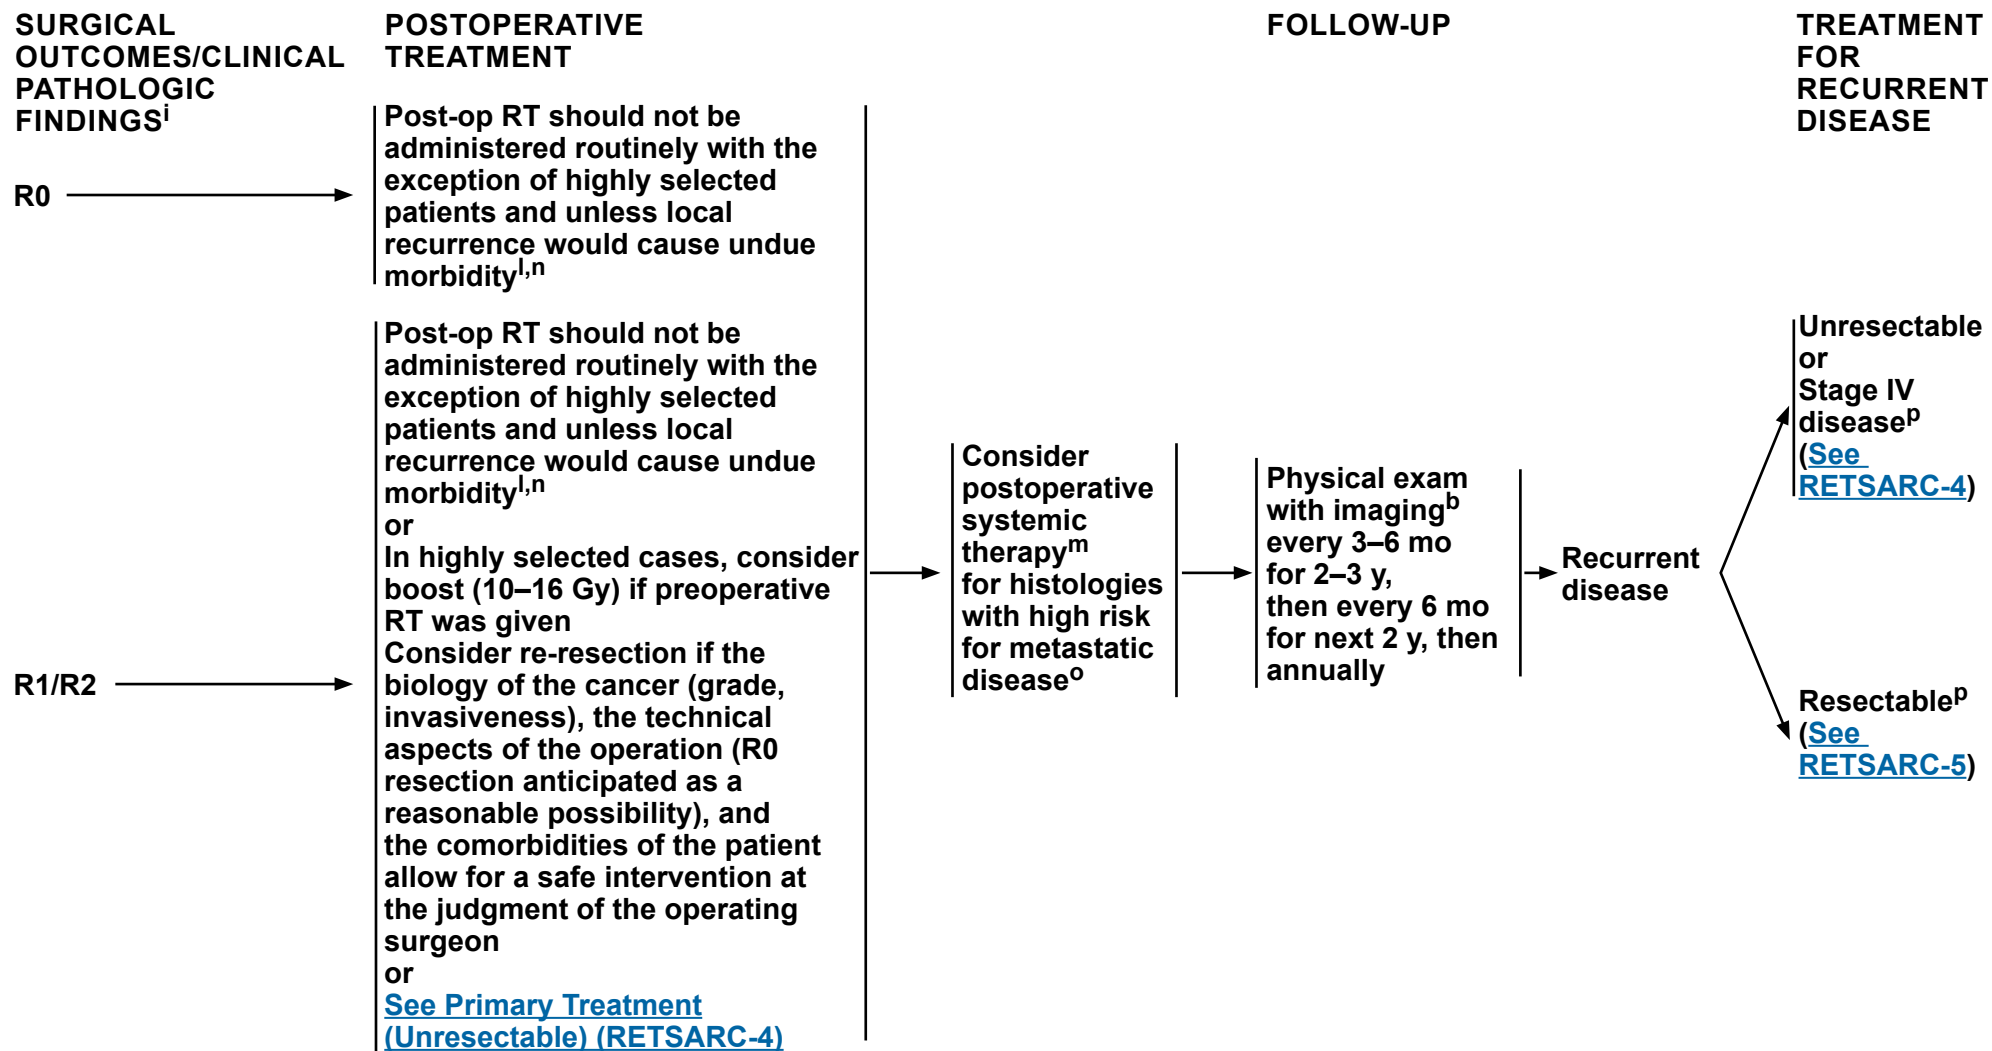 SURGICAL
OUTCOMES/CLINICAL
PATHOLOGIC
FINDINGSⁱ
POSTOPERATIVE
TREATMENT
FOLLOW-UP
TREATMENT
FOR
RECURRENT
DISEASE
R0
Post-op RT should not be
administered routinely with the
exception of highly selected
patients and unless local
recurrence would cause undue
morbidity^l,n
R1/R2
Post-op RT should not be
administered routinely with the
exception of highly selected
patients and unless local
recurrence would cause undue
morbidity^l,n
or
In highly selected cases, consider
boost (10–16 Gy) if preoperative
RT was given
Consider re-resection if the
biology of the cancer (grade,
invasiveness), the technical
aspects of the operation (R0
resection anticipated as a
reasonable possibility), and
the comorbidities of the patient
allow for a safe intervention at
the judgment of the operating
surgeon
or
See Primary Treatment
(Unresectable) (RETSARC-4)
Consider
postoperative
systemic
therapy^m
for histologies
with high risk
for metastatic
disease^o
Physical exam
with imaging^b
every 3–6 mo
for 2–3 y,
then every 6 mo
for next 2 y, then
annually
Recurrent
disease
Unresectable
or
Stage IV
disease^p
(See
RETSARC-4)
Resectable^p
(See
RETSARC-5)